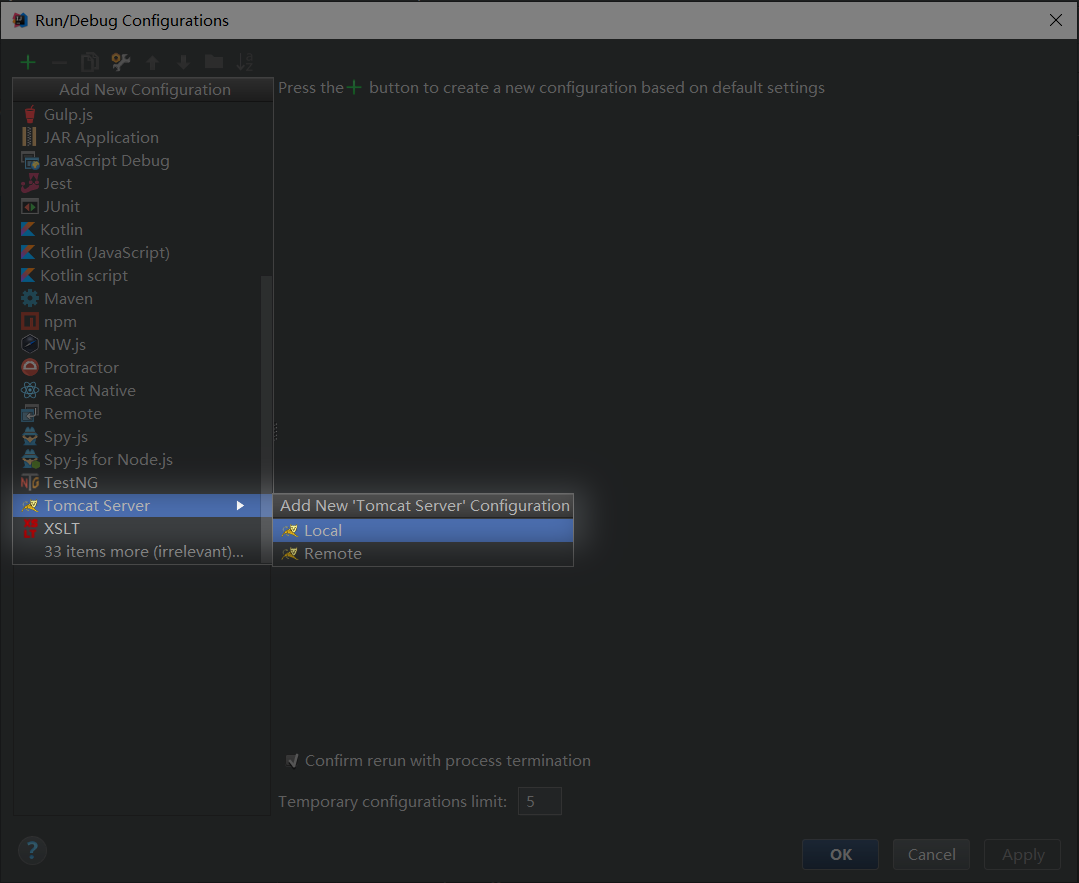 Run/Debug Configurations
Add New Configuration
Press the + button to create a new configuration based on default settings
Gulp.js
JAR Application
JavaScript Debug
Jest
JUnit
Kotlin
Kotlin (JavaScript)
Kotlin script
Maven
npm
NW.js
Protractor
React Native
Remote
Spy-js
Spy-js for Node.js
TestNG
Tomcat Server
Add New 'Tomcat Server' Configuration
XSLT
Local
33 items more (irrelevant)...
Remote
Confirm rerun with process termination
Temporary configurations limit: 5
?
OK Cancel Apply